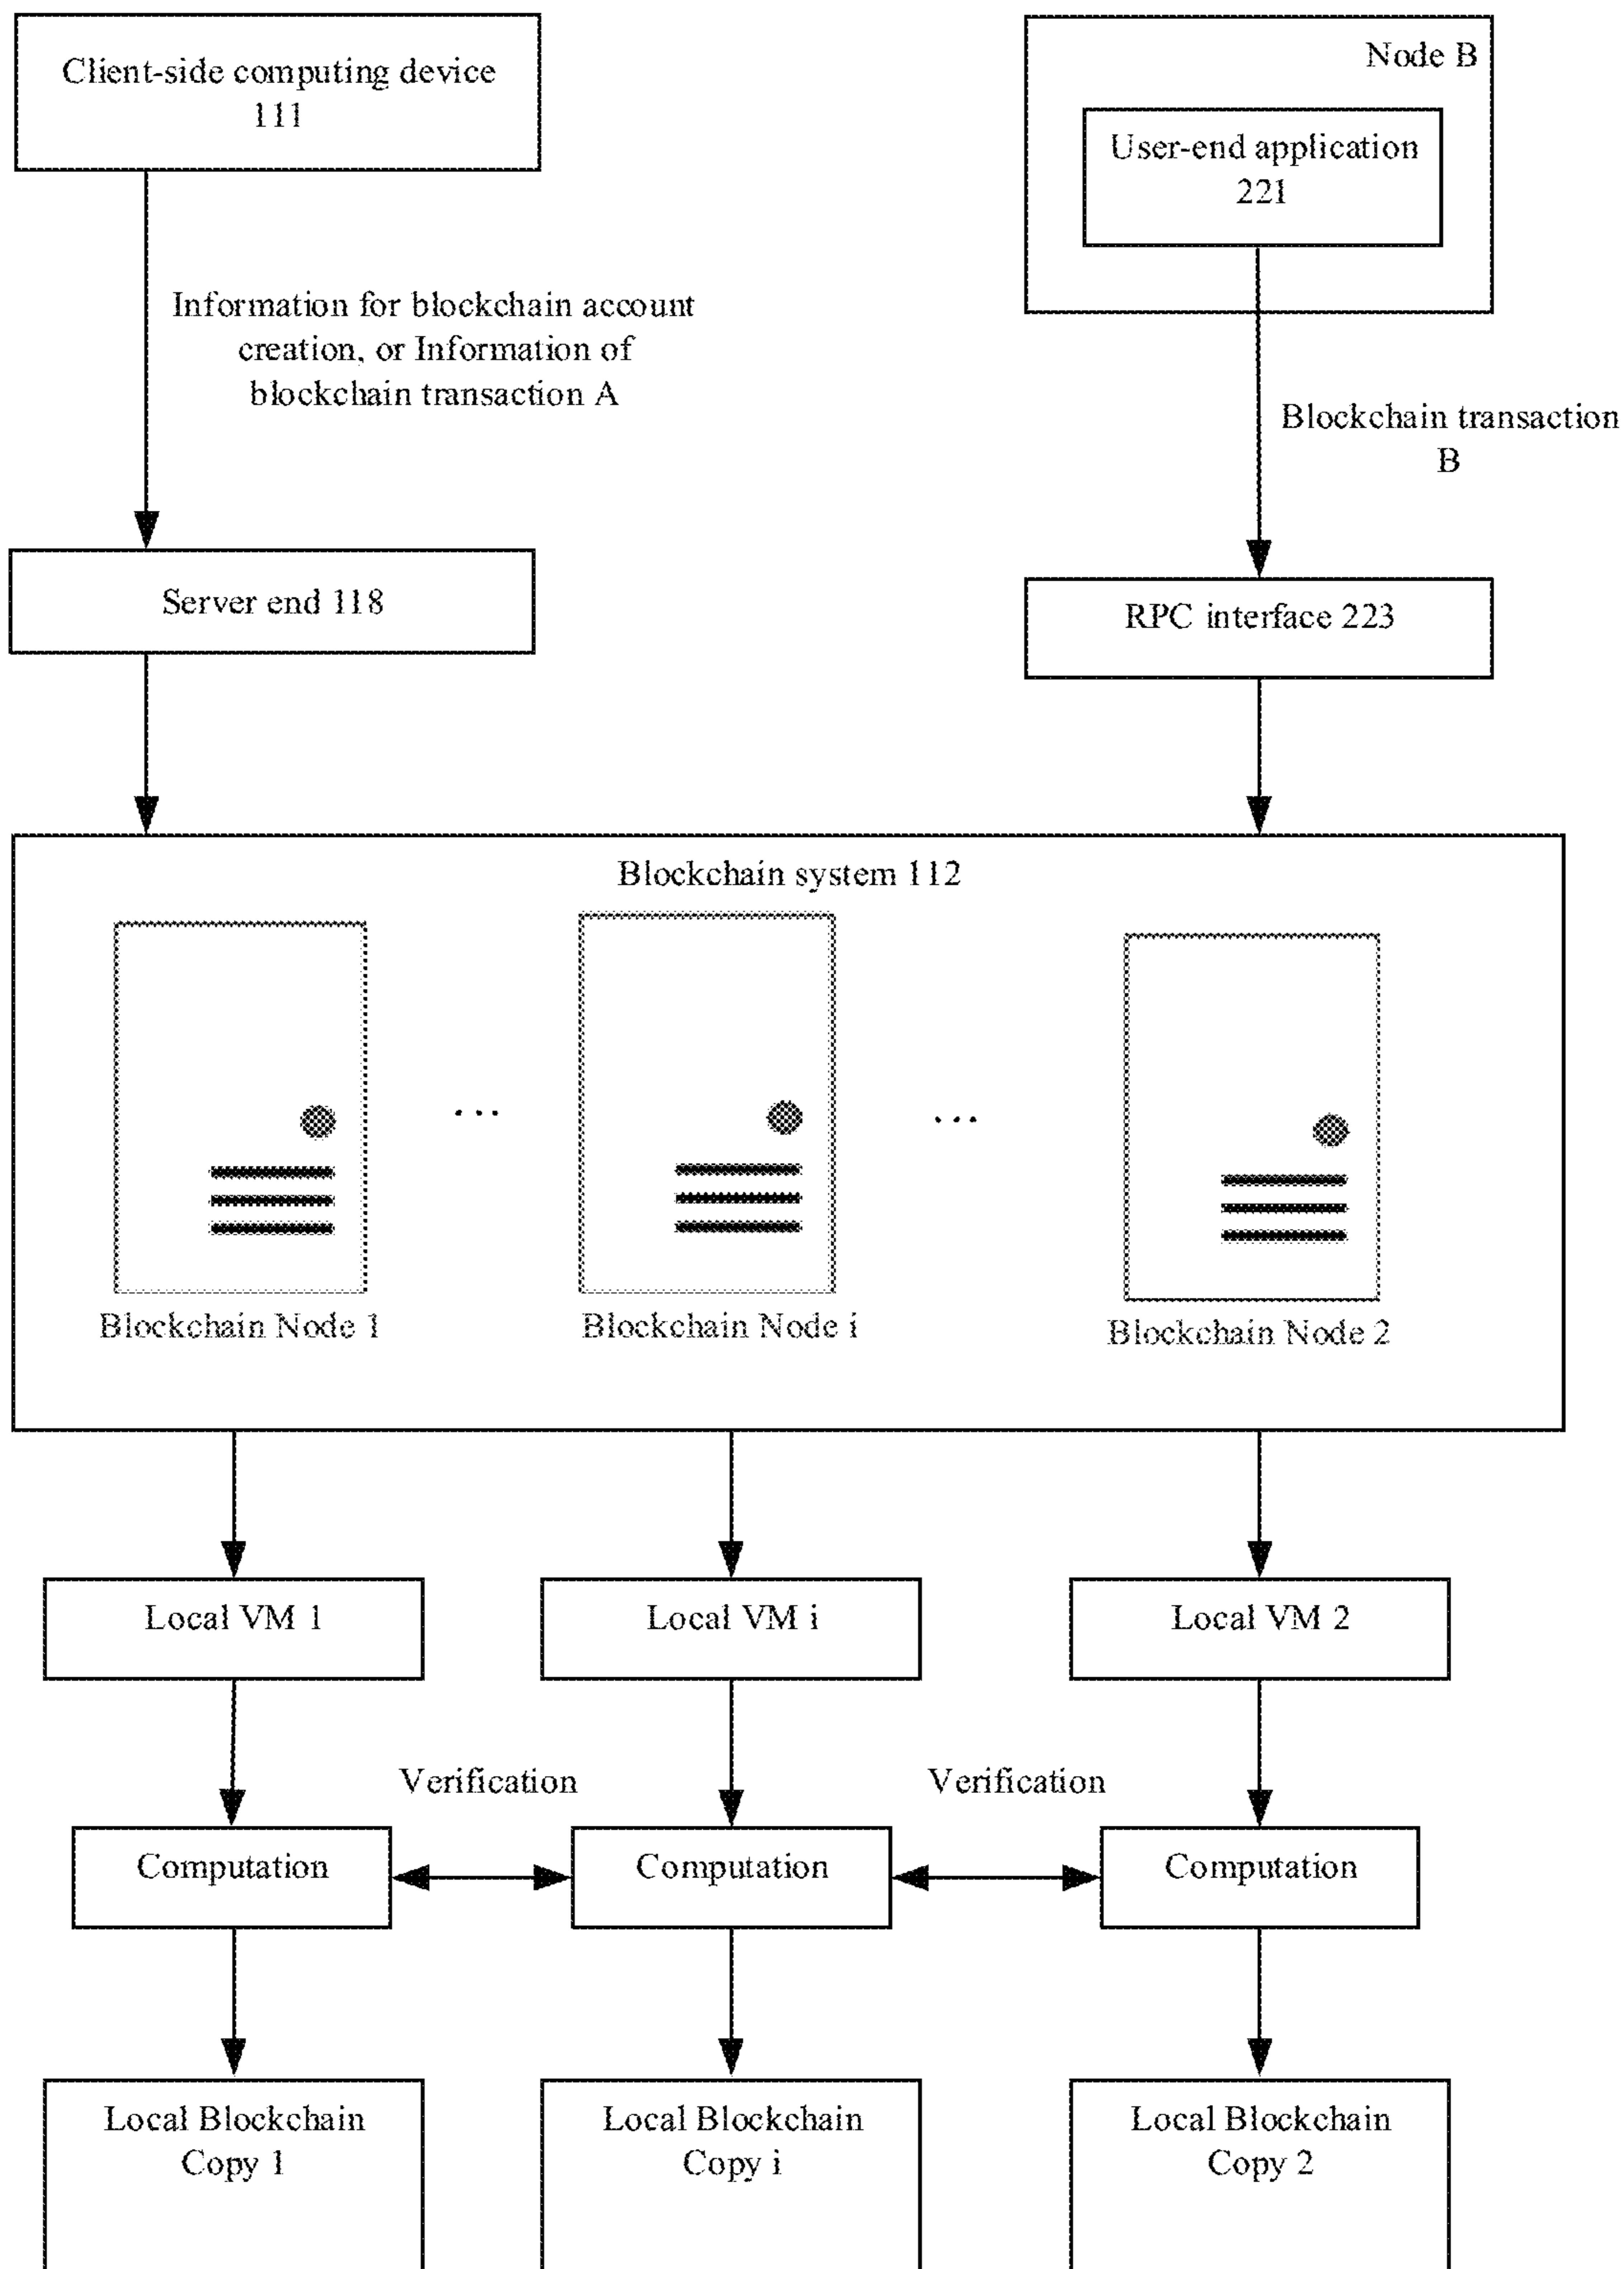 Client-side computing device
111
Node B
User-end application
221
Information for blockchain account
creation, or Information of
blockchain transaction A
Blockchain transaction
B
Server end 118
RPC interface 223
Blockchain system 112
...
...
Blockchain Node 1
Blockchain Node i
Blockchain Node 2
Local VM 1
Local VM i
Local VM 2
Verification
Verification
Computation
Computation
Computation
Local Blockchain
Copy 1
Local Blockchain
Copy i
Local Blockchain
Copy 2